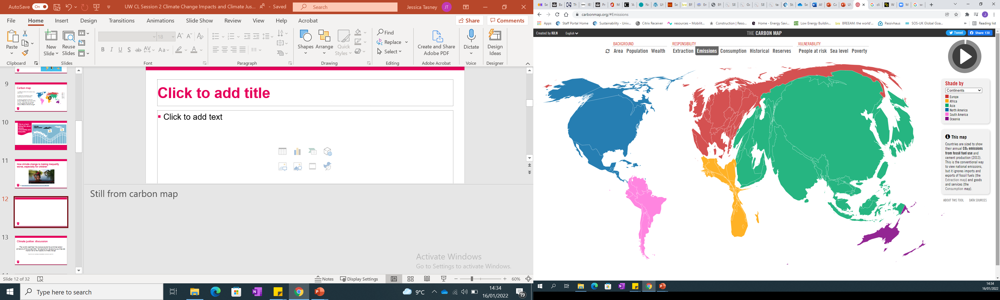 AutoSave On
UW CL Session 2 Climate Change Impacts and Climate Jus... - Saved
Search
Jessica Tasney JT
File Home Insert Design Transitions Animations Slide Show Review View Help Acrobat
Share Comments
Paste
New Slide
Reuse Slides
18
Shapes Arrange Quick Styles
Find
Replace
Select
Create and Share Adobe PDF
Dictate
Design Ideas
Clipboard Slides Font Paragraph Drawing Editing Adobe Acrobat Voice Designer
9
Carbon map
10
This is a hard-hitting film about climate vulnerability and inequality
11
How climate change is making inequality
worse, especially for children
12
13
Climate justice: discussion
Click to add title
Click to add text
Still from carbon map
Activate Windows
Go to Settings to activate Windows.
Slide 12 of 32
Notes Display Settings 60%
Type here to search
9°C
14:34
16/01/2022
19
carbonmap.org/#Emissions
Apps Staff Portal Home Sustainability - Univ... Citrix Receiver resources – Mobilit... Construction | Reso... Home - Energy Savi... Low Energy Buildin... BREEAM: the world'... Passivhaus SOS-UK Global Goa... » Reading list
Created by KILN English
THE CARBON MAP
Tweet Share 130
BACKGROUND RESPONSIBILITY VULNERABILITY
Area Population Wealth Extraction Emissions Consumption Historical Reserves People at risk Sea level Poverty
Shade by
Continents
Europe
Africa
Asia
North America
South America
Oceania
This map
Countries are sized to show
their annual CO₂ emissions
from fossil fuel use and
cement production (2013).
This is the conventional way
to view national emissions,
but it ignores imports and
exports of fossil fuels (the
Extraction map) and goods
and services (the
Consumption map).
ABOUT THIS TOOL DATA SOURCES
14:34
16/01/2022